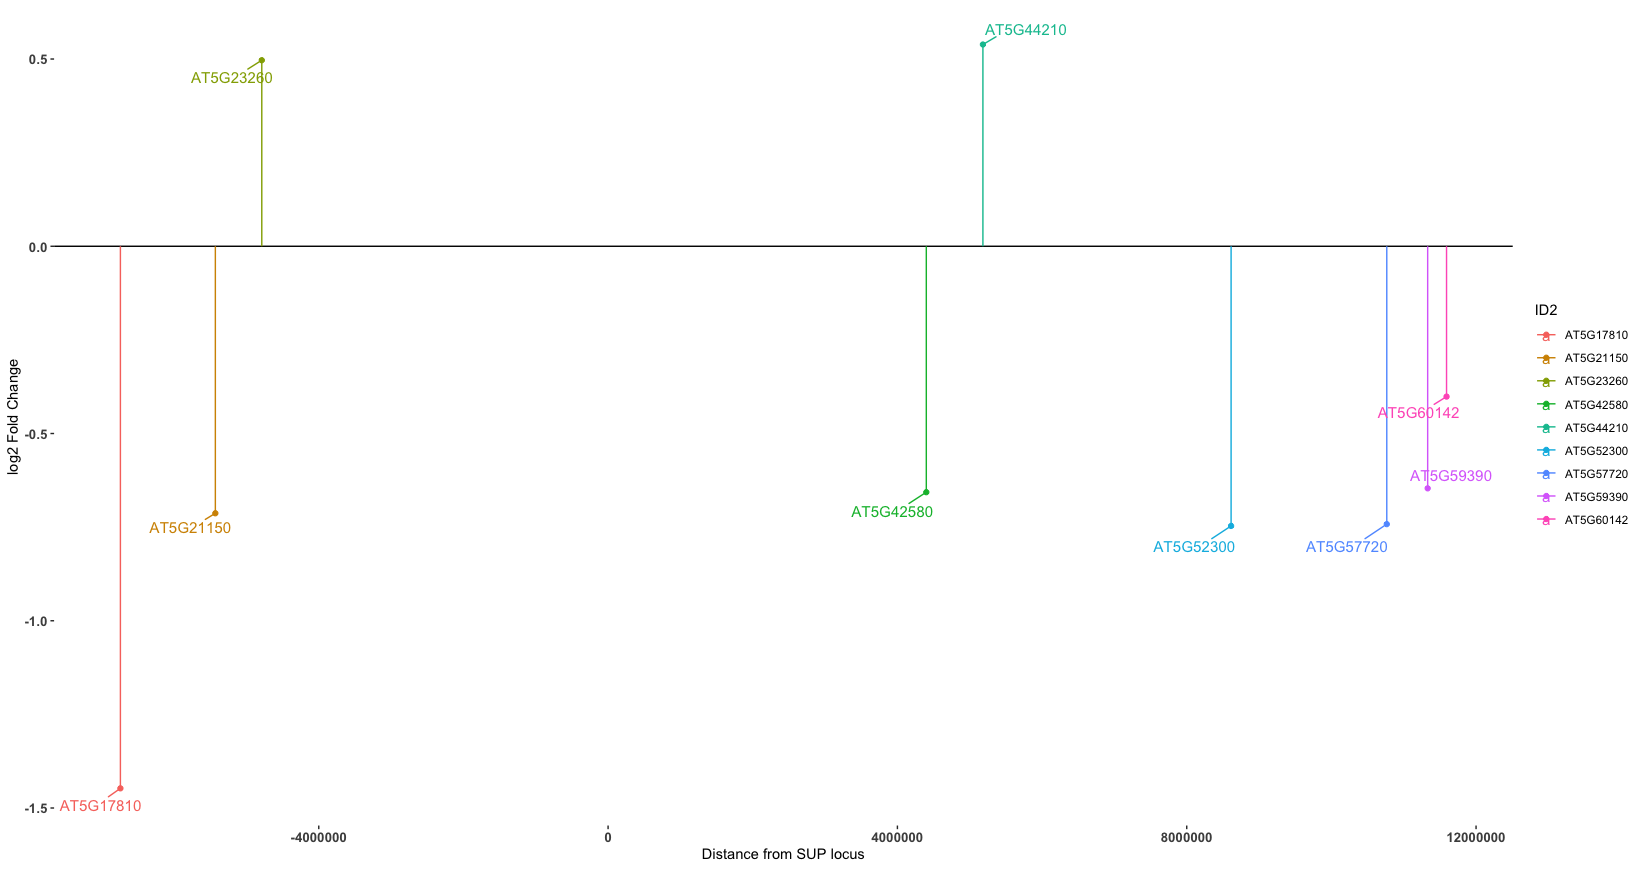 AT5G44210
0.5
AT5G23260
0.0
ID2
AT5G17810
a AT5G21150
a AT5G23260
a AT5G42580
a AT5G44210
a AT5G52300
a AT5G57720
a AT5G59390
a AT5G60142
a
log2 Fold Change
-0.5
AT5G60142
AT5G59390
AT5G42580
AT5G21150
AT5G52300
AT5G57720
-1.0
-1.5
AT5G17810
-4000000
0
4000000
8000000
12000000
Distance from SUP locus